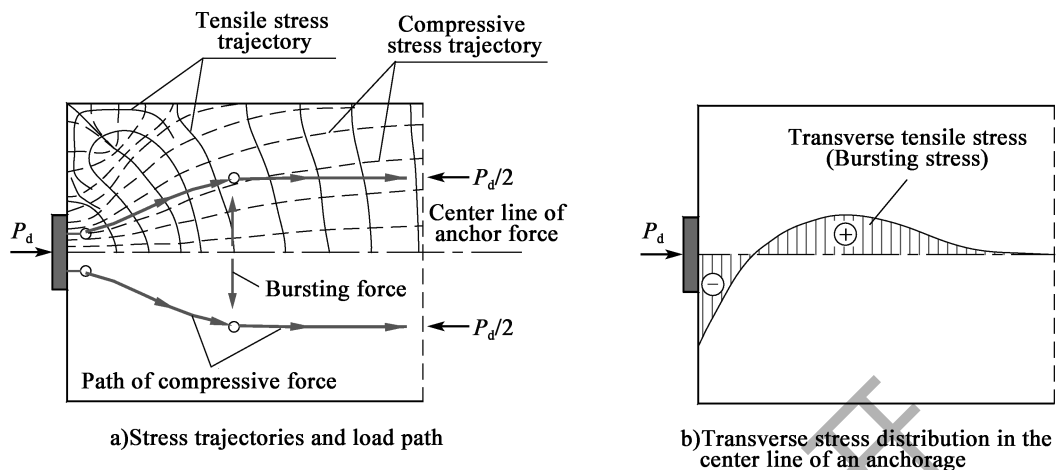 Tensile stress
trajectory
Compressive
stress trajectory
P_d
P_d/2
Center line of
anchor force
Bursting force
P_d/2
Path of compressive force
a)Stress trajectories and load path
Transverse tensile stress
(Bursting stress)
P_d
+
−
b)Transverse stress distribution in the
center line of an anchorage